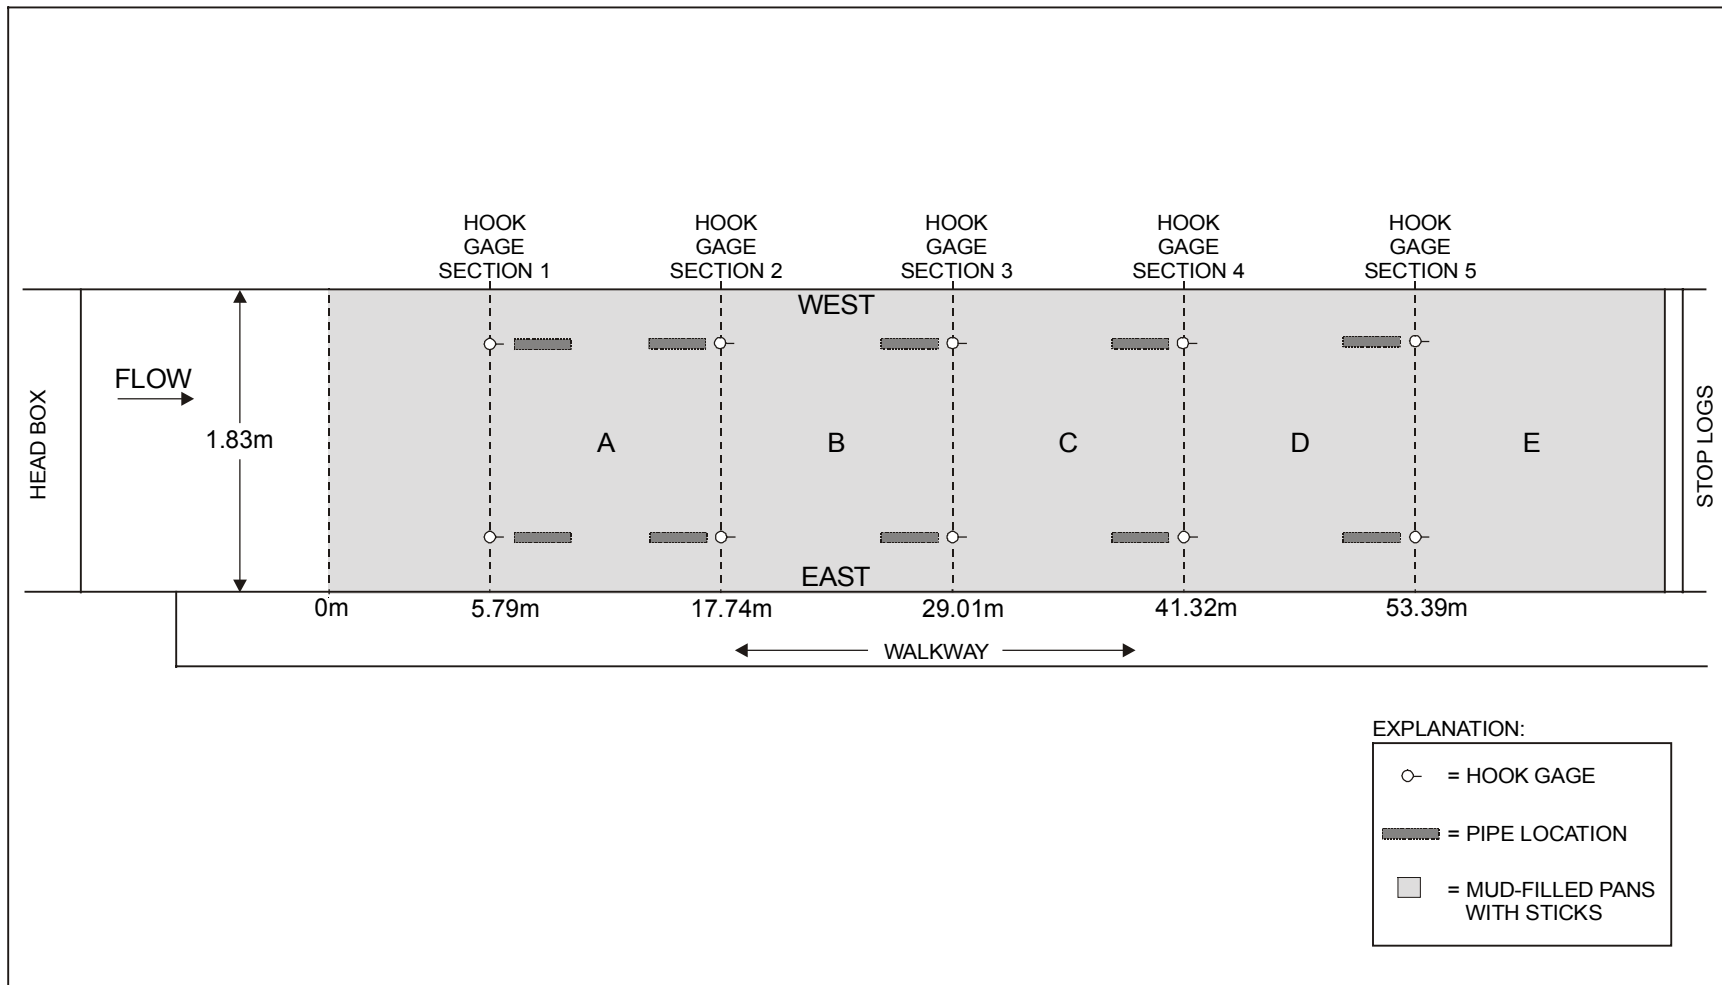 HOOK
GAGE
SECTION 1
HOOK
GAGE
SECTION 2
HOOK
GAGE
SECTION 3
HOOK
GAGE
SECTION 4
HOOK
GAGE
SECTION 5
WEST
HEAD BOX
FLOW
1.83m
A
B
C
D
E
STOP LOGS
EAST
0m
5.79m
17.74m
29.01m
41.32m
53.39m
WALKWAY
EXPLANATION:
= HOOK GAGE
= PIPE LOCATION
= MUD-FILLED PANS
WITH STICKS